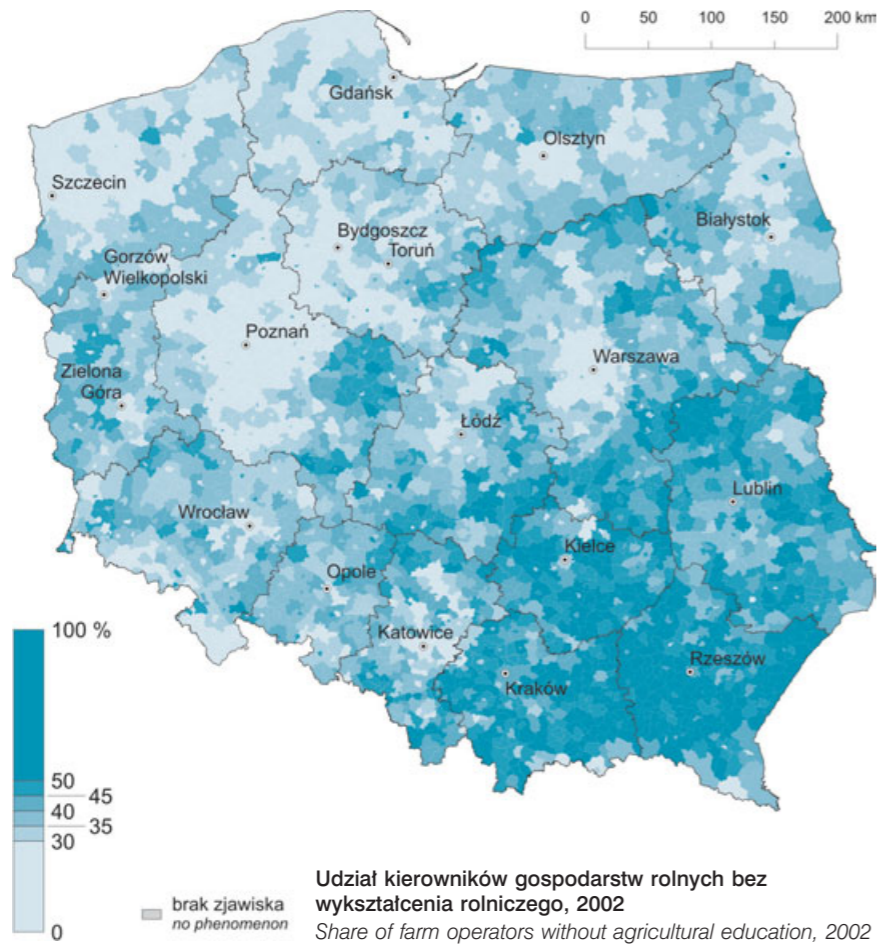 0 50 100 150 200 km
Gdańsk
Olsztyn
Szczecin
Białystok
Bydgoszcz
Toruń
Gorzów
Wielkopolski
Poznań
Warszawa
Zielona
Góra
Łódź
Lublin
Wrocław
Kielce
Opole
Katowice
Rzeszów
Kraków
100 %
50
45
40
35
30
0
brak zjawiska
no phenomenon
Udział kierowników gospodarstw rolnych bez
wykształcenia rolniczego, 2002
Share of farm operators without agricultural education, 2002